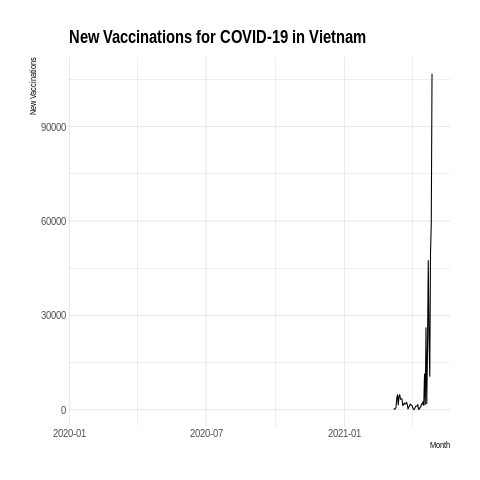 New Vaccinations for COVID-19 in Vietnam
New Vaccinations
90000
60000
30000
0
2020-01 2020-07 2021-01
Month